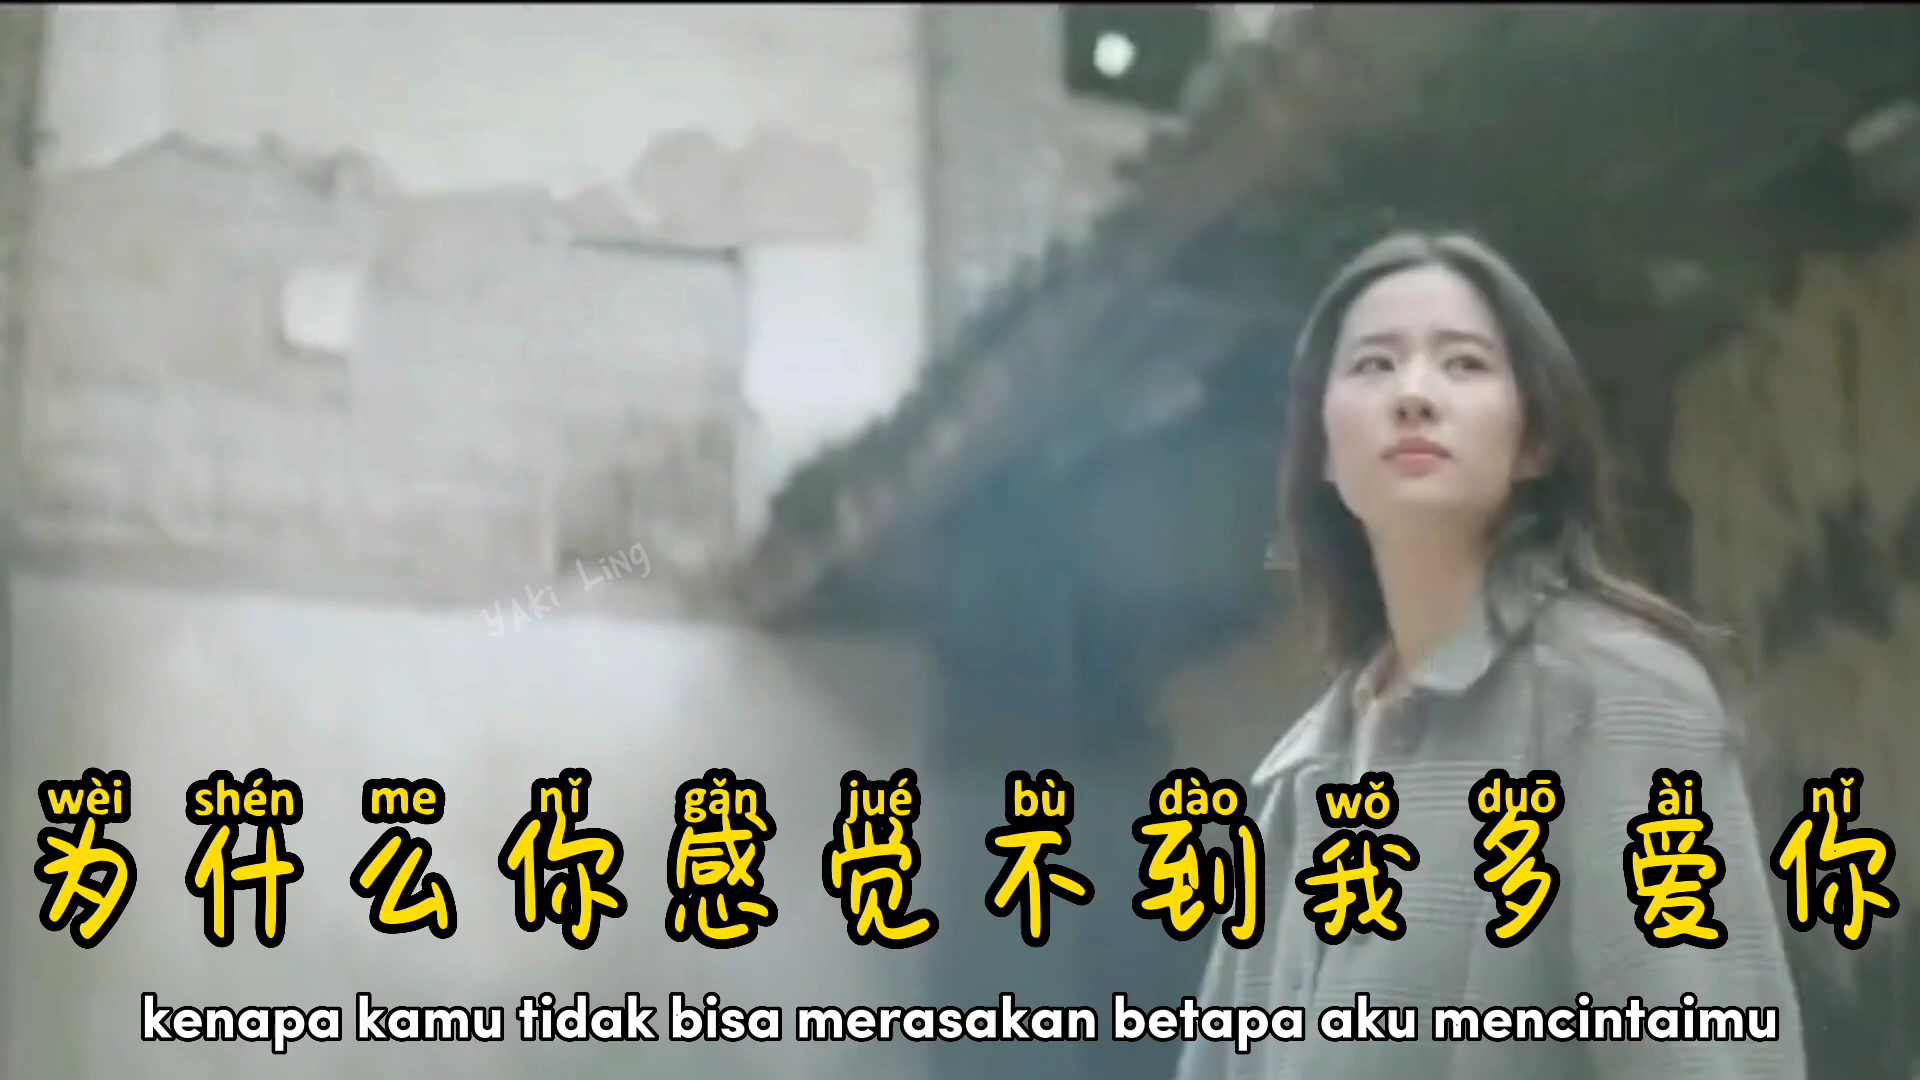 YAKI LING
wèi shén me nǐ gǎn jué bù dào wǒ duō ài nǐ
为什么你感觉不到我多爱你
kenapa kamu tidak bisa merasakan betapa aku mencintaimu